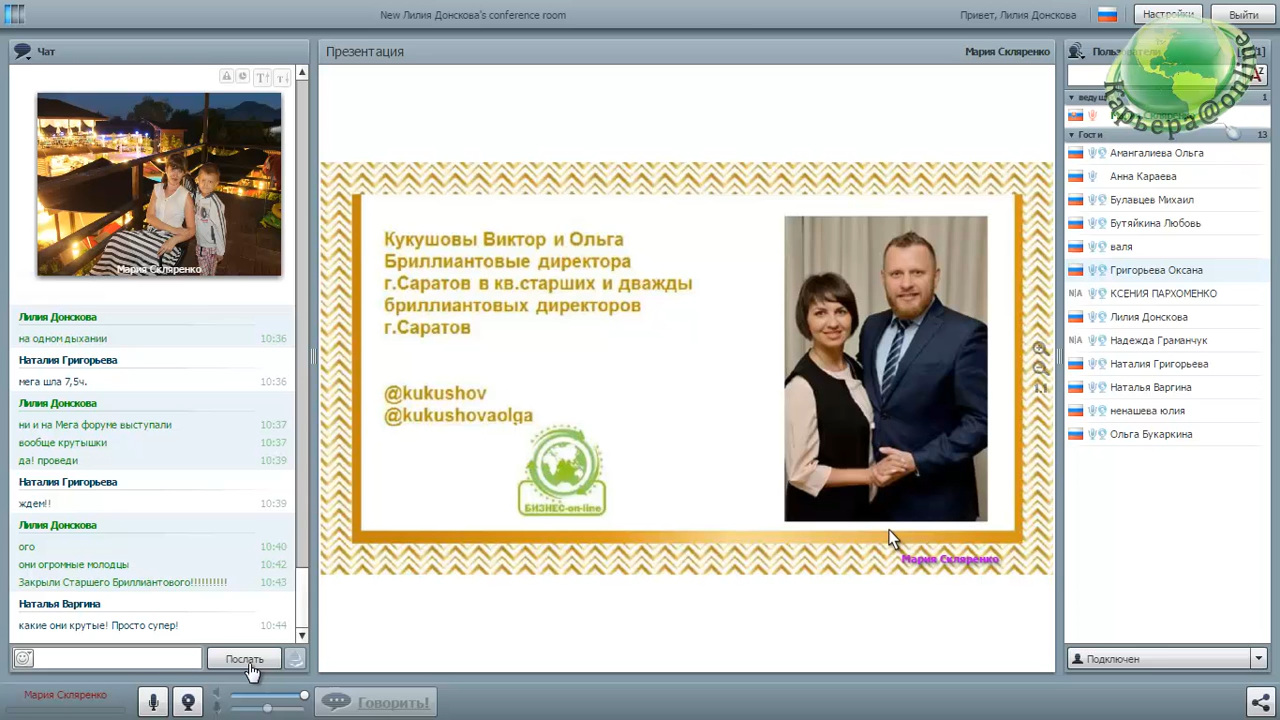 New Лилия Донскова's conference room
Привет, Лилия Донскова
Настройки
Выйти
Чат
Мария Скляренко
Лилия Донскова
на одном дыхании 10:36
Наталия Григорьева
мега шла 7,5ч. 10:36
Лилия Донскова
ни и на Мега форуме выступали 10:37
вообще крутышки 10:37
да! проведи 10:39
Наталия Григорьева
ждем!! 10:39
Лилия Донскова
ого 10:40
они огромные молодцы 10:42
Закрыли Старшего Бриллиантового!!!!!!!!!! 10:43
Наталья Варгина
какие они крутые! Просто супер! 10:44
Послать
Мария Скляренко
Говорить!
Презентация
Мария Скляренко
Кукушовы Виктор и Ольга
Бриллиантовые директора
г.Саратов в кв.старших и дважды
бриллиантовых директоров
г.Саратов
@kukushov
@kukushovaolga
БИЗНЕС-on-line
Мария Скляренко
1:1
Карьера@online
ведущ 1
Гости 13
Амангалиева Ольга
Анна Караева
Булавцев Михаил
Бутяйкина Любовь
валя
Григорьева Оксана
N/A КСЕНИЯ ПАРХОМЕНКО
Лилия Донскова
N/A Надежда Граманчук
Наталия Григорьева
Наталья Варгина
ненашева юлия
Ольга Букаркина
Подключен